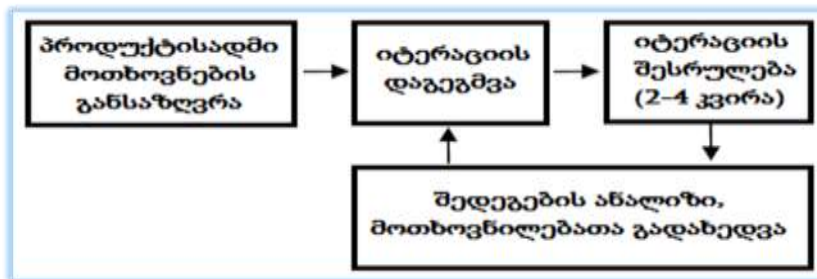 პროდუქტისადმი
მოთხოვნების
განსაზღვრა
იტერაციის
დაგეგმვა
იტერაციის
შესრულება
(2-4 კვირა)
შედეგების ანალიზი,
მოთხოვნილებათა გადახედვა